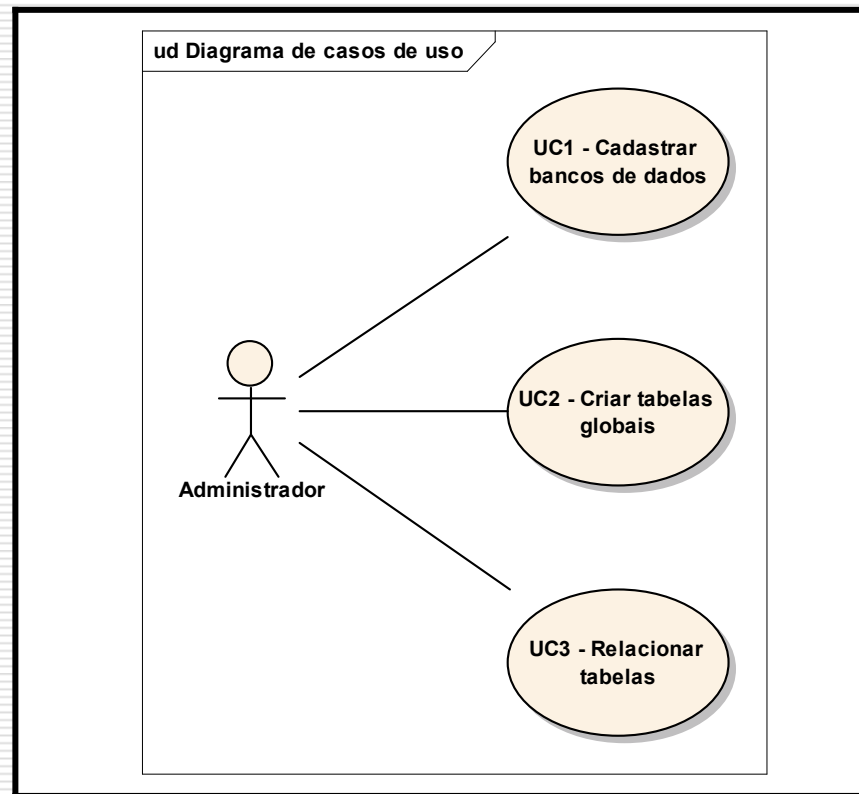 ud Diagrama de casos de uso
UC1 - Cadastrar
bancos de dados
UC2 - Criar tabelas
globais
Administrador
UC3 - Relacionar
tabelas